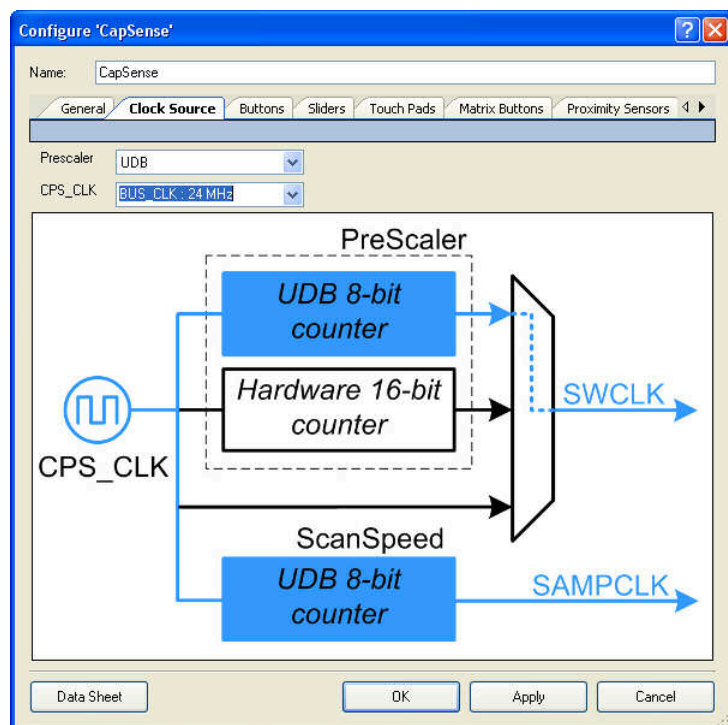 Configure 'CapSense'
Name: CapSense
General Clock Source Buttons Sliders Touch Pads Matrix Buttons Proximity Sensors
Prescaler UDB
CPS_CLK BUS_CLK : 24 MHz
PreScaler
UDB 8-bit
counter
Hardware 16-bit
counter
SWCLK
CPS_CLK
ScanSpeed
UDB 8-bit
counter
SAMPCLK
Data Sheet OK Apply Cancel